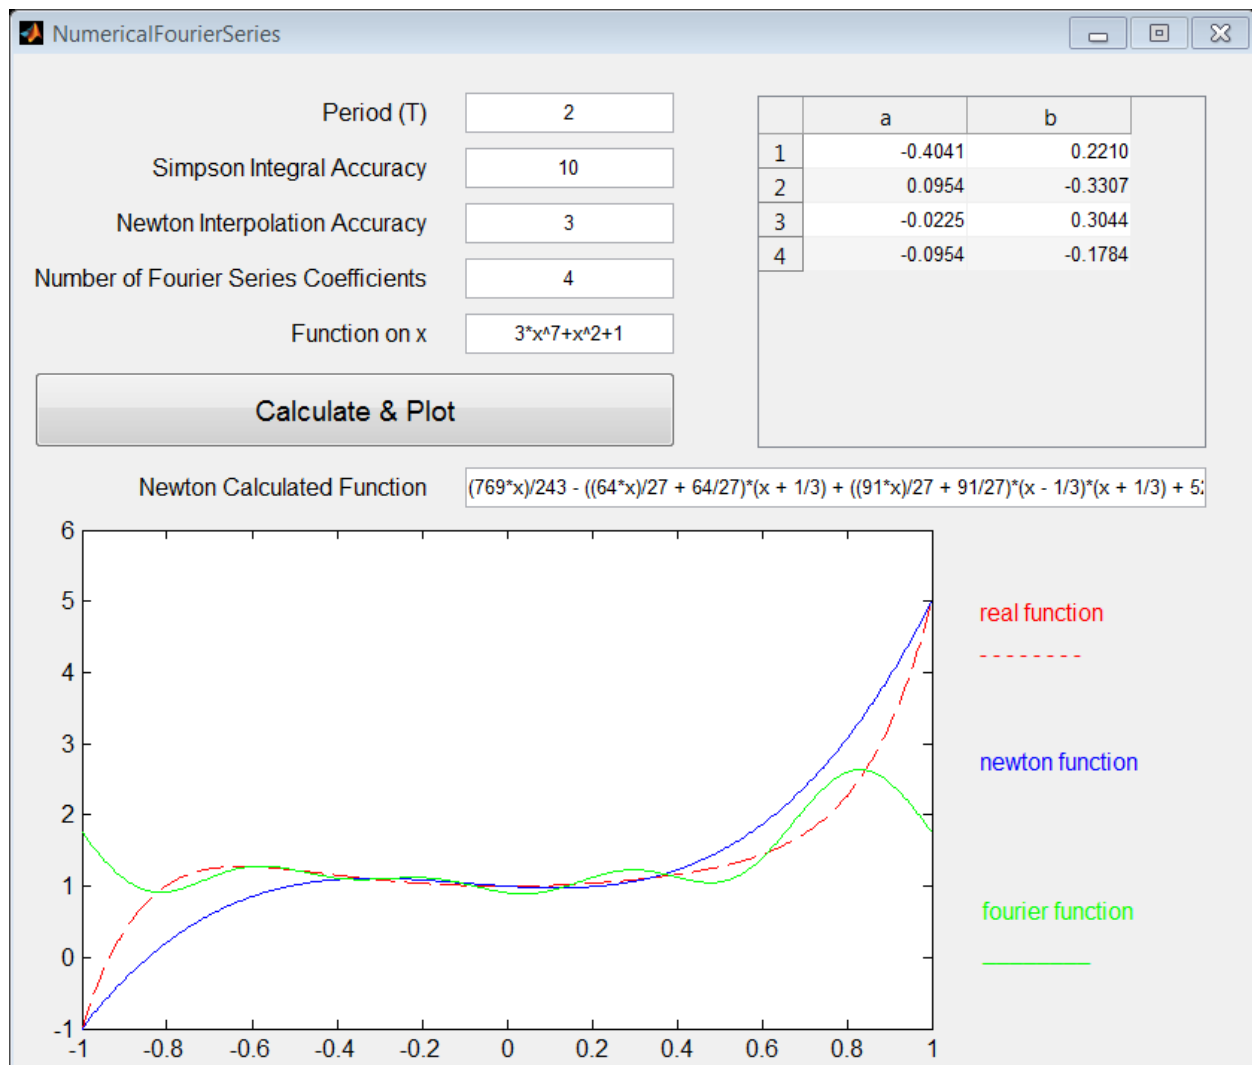 NumericalFourierSeries
Period (T) 2
Simpson Integral Accuracy 10
Newton Interpolation Accuracy 3
Number of Fourier Series Coefficients 4
Function on x 3*x^7+x^2+1
Calculate & Plot
a b
1 -0.4041 0.2210
2 0.0954 -0.3307
3 -0.0225 0.3044
4 -0.0954 -0.1784
Newton Calculated Function (769*x)/243 - ((64*x)/27 + 64/27)*(x + 1/3) + ((91*x)/27 + 91/27)*(x - 1/3)*(x + 1/3) + 52
6
5
4
3
2
1
0
-1
-1 -0.8 -0.6 -0.4 -0.2 0 0.2 0.4 0.6 0.8 1
real function
- - - - - - - -
newton function
fourier function